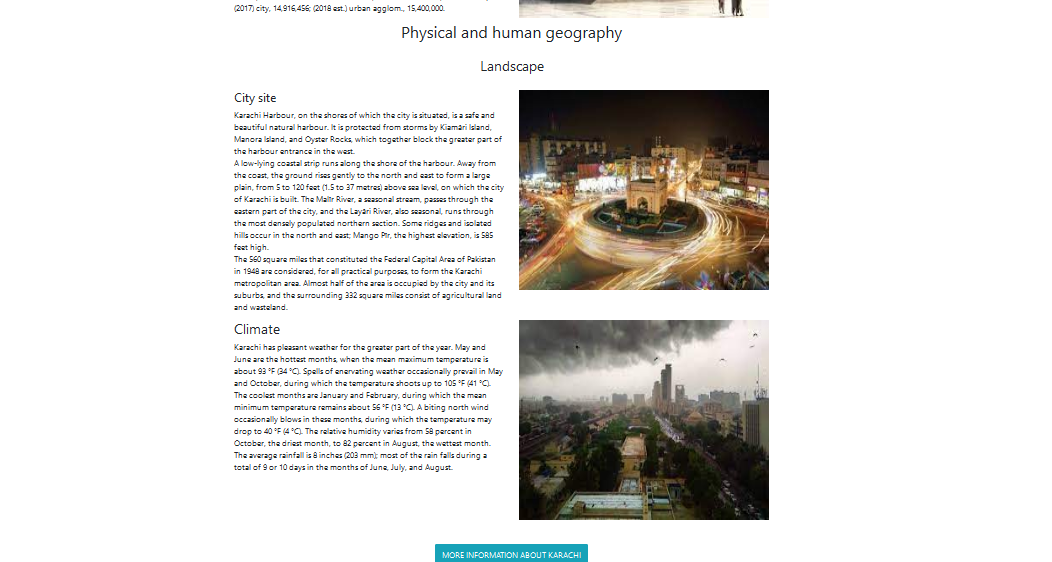 (2017) city, 14,916,456; (2018 est.) urban agglom., 15,400,000.
Physical and human geography
Landscape
City site
Karachi Harbour, on the shores of which the city is situated, is a safe and
beautiful natural harbour. It is protected from storms by Kiamāri Island,
Manora Island, and Oyster Rocks, which together block the greater part of
the harbour entrance in the west.
A low-lying coastal strip runs along the shore of the harbour. Away from
the coast, the ground rises gently to the north and east to form a large
plain, from 5 to 120 feet (1.5 to 37 metres) above sea level, on which the city
of Karachi is built. The Malīr River, a seasonal stream, passes through the
eastern part of the city, and the Layāri River, also seasonal, runs through
the most densely populated northern section. Some ridges and isolated
hills occur in the north and east; Mango Pīr, the highest elevation, is 585
feet high.
The 560 square miles that constituted the Federal Capital Area of Pakistan
in 1948 are considered, for all practical purposes, to form the Karachi
metropolitan area. Almost half of the area is occupied by the city and its
suburbs, and the surrounding 332 square miles consist of agricultural land
and wasteland.
Climate
Karachi has pleasant weather for the greater part of the year. May and
June are the hottest months, when the mean maximum temperature is
about 93 °F (34 °C). Spells of enervating weather occasionally prevail in May
and October, during which the temperature shoots up to 105 °F (41 °C).
The coolest months are January and February, during which the mean
minimum temperature remains about 56 °F (13 °C). A biting north wind
occasionally blows in these months, during which the temperature may
drop to 40 °F (4 °C). The relative humidity varies from 58 percent in
October, the driest month, to 82 percent in August, the wettest month.
The average rainfall is 8 inches (203 mm); most of the rain falls during a
total of 9 or 10 days in the months of June, July, and August.
MORE INFORMATION ABOUT KARACHI